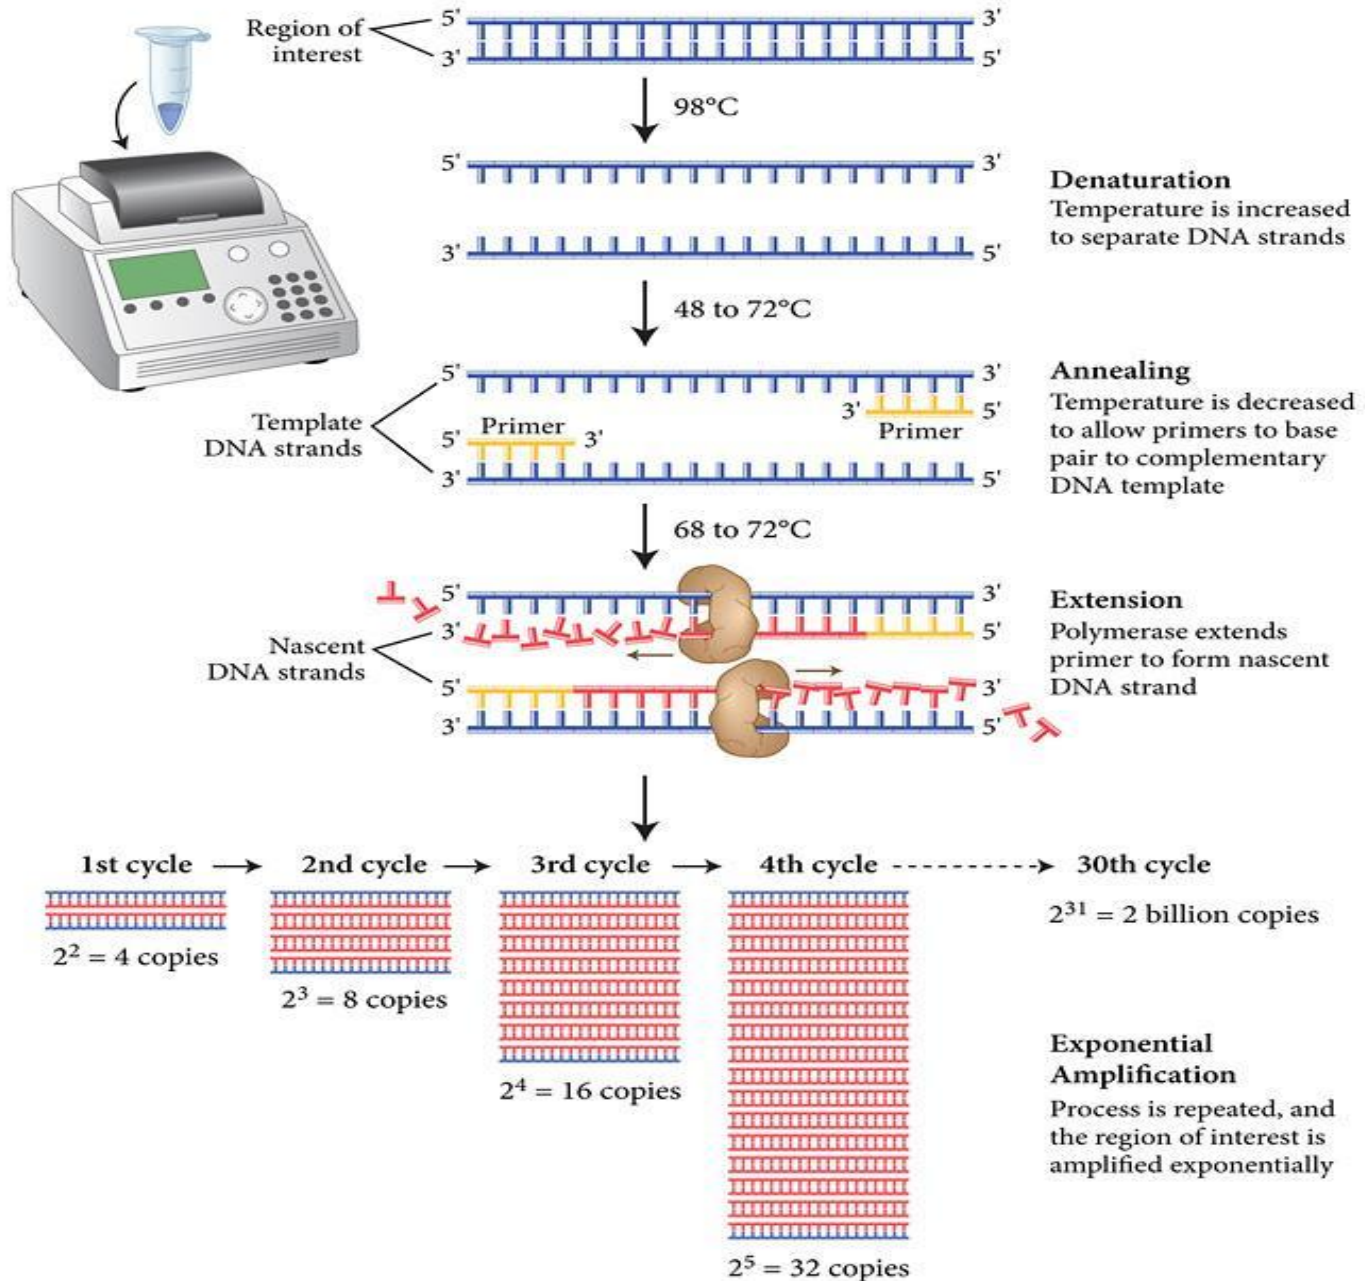 Region of
interest
5'
3'
3'
5'
98°C
5'
3'
3'
5'
Denaturation
Temperature is increased
to separate DNA strands
48 to 72°C
Template
DNA strands
5'
3'
3'
5'
Primer
Primer
5'
3'
3'
5'
Annealing
Temperature is decreased
to allow primers to base
pair to complementary
DNA template
68 to 72°C
Nascent
DNA strands
5'
3'
3'
5'
5'
3'
3'
5'
Extension
Polymerase extends
primer to form nascent
DNA strand
1st cycle
2nd cycle
3rd cycle
4th cycle
30th cycle
2² = 4 copies
2³ = 8 copies
2⁴ = 16 copies
2⁵ = 32 copies
2³¹ = 2 billion copies
Exponential
Amplification
Process is repeated, and
the region of interest is
amplified exponentially